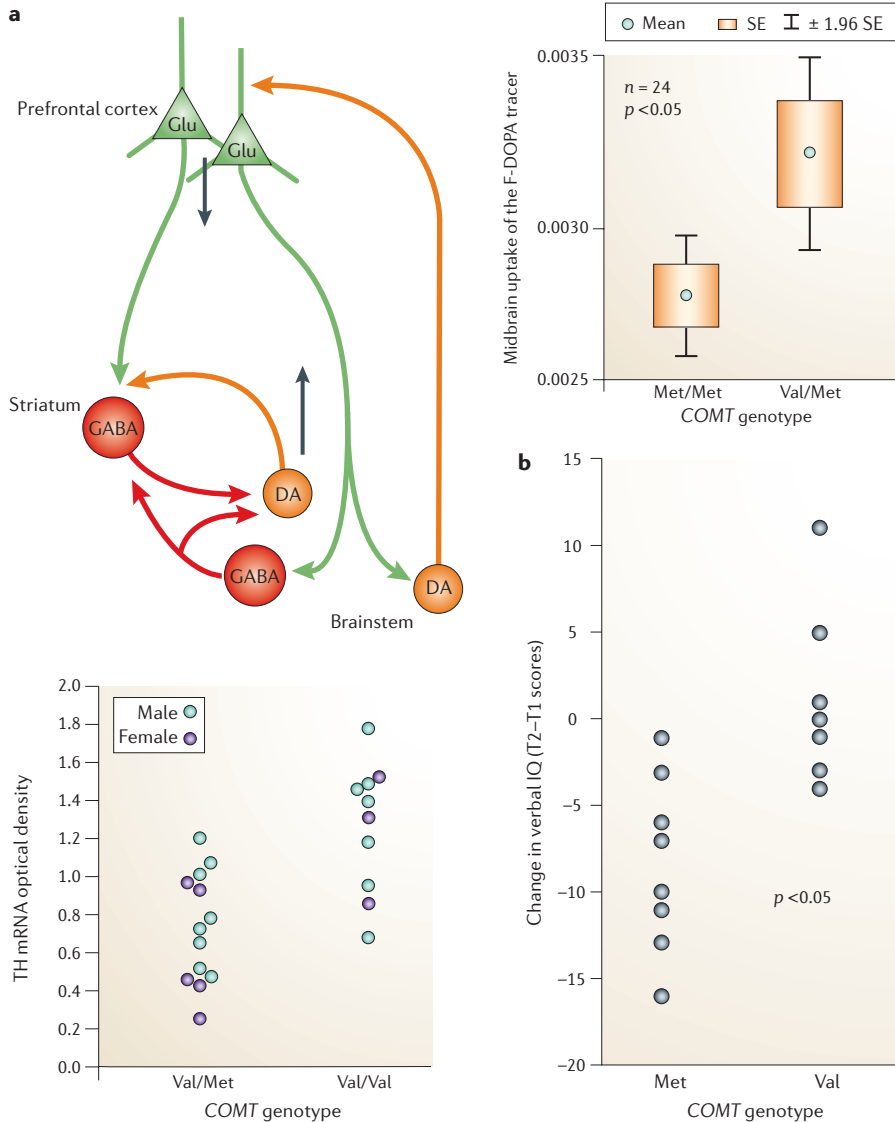 a
Prefrontal cortex
Glu
Glu
Striatum
GABA
DA
GABA
DA
Brainstem
Mean
SE
± 1.96 SE
0.0035
0.0030
0.0025
n = 24
p <0.05
Midbrain uptake of the F-DOPA tracer
Met/Met
Val/Met
COMT genotype
2.0
1.8
1.6
1.4
1.2
1.0
0.8
0.6
0.4
0.2
0.0
TH mRNA optical density
Male
Female
Val/Met
Val/Val
COMT genotype
b
15
10
5
0
−5
−10
−15
−20
Change in verbal IQ (T2–T1 scores)
p <0.05
Met
Val
COMT genotype